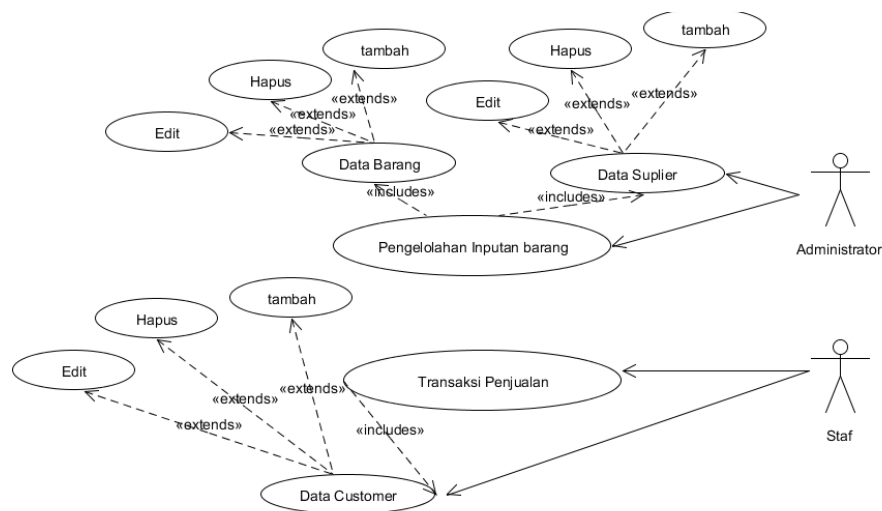 tambah
Hapus
Edit
«extends»
«extends»
«extends»
Data Barang
tambah
Hapus
Edit
«extends»
«extends»
«extends»
Data Suplier
«includes»
«includes»
Pengelolahan Inputan barang
Administrator
tambah
Hapus
Edit
«extends»
«extends»
«extends»
Transaksi Penjualan
«includes»
Data Customer
Staf